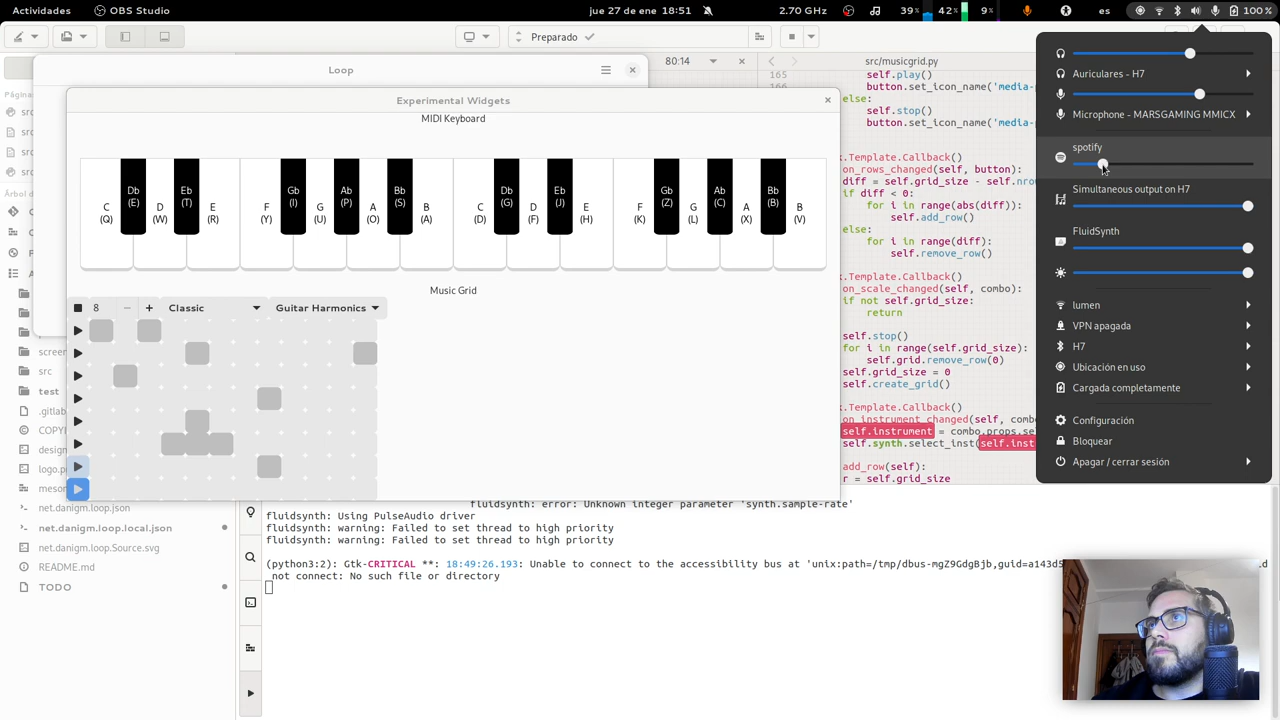 Actividades
OBS Studio
jue 27 de ene 18:51
2.70 GHz
39%
42%
9%
es
100 %
Preparado
Loop
80:14
src/musicgrid.py
Experimental Widgets
MIDI Keyboard
Db
(E)
Eb
(T)
Gb
(I)
Ab
(P)
Bb
(S)
Db
(G)
Eb
(J)
Gb
(Z)
Ab
(C)
Bb
(B)
C
(Q)
D
(W)
E
(R)
F
(Y)
G
(U)
A
(O)
B
(A)
C
(D)
D
(F)
E
(H)
F
(K)
G
(L)
A
(X)
B
(V)
Music Grid
8
Classic
Guitar Harmonics
Página
src
src
src
src
Árbol d
G
screen
src
test
.gitlab
COPYI
design
logo.p
meson
net.danigm.loop.json
net.danigm.loop.local.json
net.danigm.loop.Source.svg
README.md
TODO
165
166
167
self.play()
button.set_icon_name('media-
else:
self.stop()
button.set_icon_name('media-
k.Template.Callback()
on_rows_changed(self, button):
diff = self.grid_size - self.nro
if diff < 0:
for i in range(abs(diff)):
self.add_row()
else:
for i in range(diff):
self.remove_row()
k.Template.Callback()
on_scale_changed(self, combo):
if not self.grid_size:
return
self.stop()
for i in range(self.grid_size):
self.grid.remove_row(0)
self.grid_size = 0
self.create_grid()
k.Template.Callback()
on_instrument_changed(self, combo
self.instrument = combo.props.se
self.synth.select_inst(self.inst
add_row(self):
r = self.grid_size
fluidsynth: error: Unknown integer parameter 'synth.sample-rate'
fluidsynth: Using PulseAudio driver
fluidsynth: warning: Failed to set thread to high priority
fluidsynth: warning: Failed to set thread to high priority
(python3:2): Gtk-CRITICAL **: 18:49:26.193: Unable to connect to the accessibility bus at 'unix:path=/tmp/dbus-mgZ9GdgBjb,guid=a143d5
not connect: No such file or directory
Auriculares - H7
Microphone - MARSGAMING MMICX
spotify
Simultaneous output on H7
FluidSynth
lumen
VPN apagada
H7
Ubicación en uso
Cargada completamente
Configuración
Bloquear
Apagar / cerrar sesión